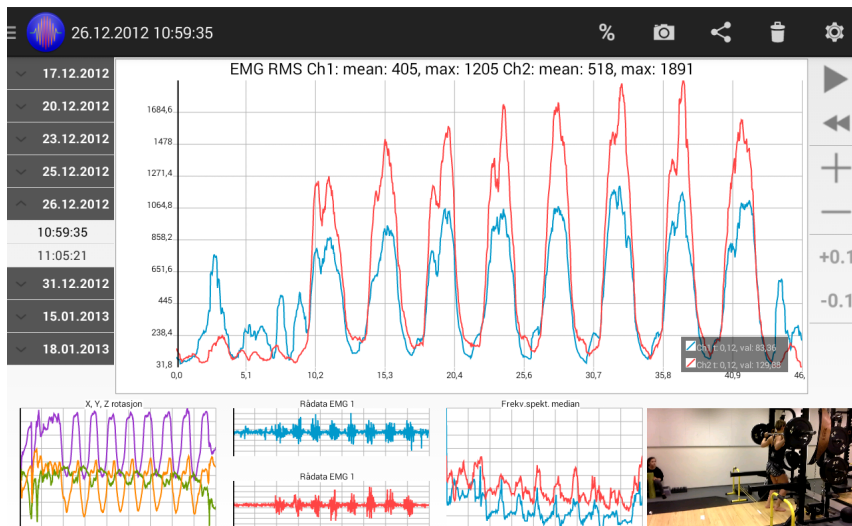 26.12.2012 10:59:35
%
17.12.2012
20.12.2012
23.12.2012
25.12.2012
26.12.2012
10:59:35
11:05:21
31.12.2012
15.01.2013
18.01.2013
EMG RMS Ch1: mean: 405, max: 1205 Ch2: mean: 518, max: 1891
1684,6
1478
1271,4
1064,8
858,2
651,6
445
238,4
31,8
0,0 5,1 10,2 15,3 20,4 25,6 30,7 35,8 40,9 46,
Ch1 t: 0,12, val: 83,36
Ch2 t: 0,12, val: 129,88
+0.1
-0.1
X, Y, Z rotasjon
Rådata EMG 1
Rådata EMG 1
Frekv.spekt. median